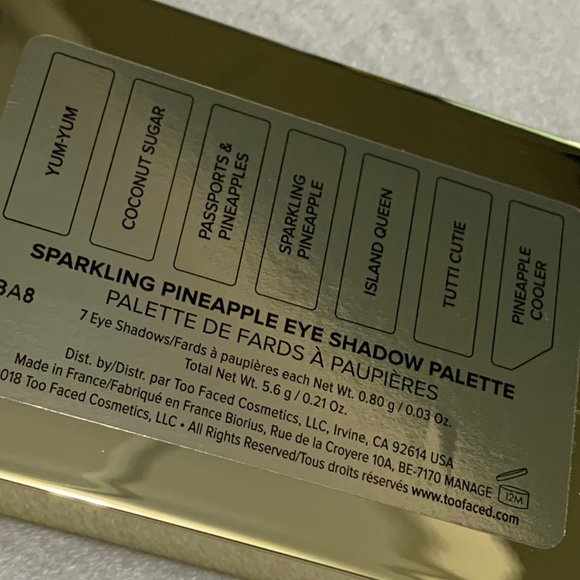 YUM-YUM
COCONUT SUGAR
PASSPORTS &
PINEAPPLES
SPARKLING
PINEAPPLE
ISLAND QUEEN
TUTTI CUTIE
PINEAPPLE
COOLER
SPARKLING PINEAPPLE EYE SHADOW PALETTE
PALETTE DE FARDS À PAUPIÈRES
7 Eye Shadows/Fards à paupières each Net Wt. 0.80 g / 0.03 Oz.
Total Net Wt. 5.6 g / 0.21 Oz.
Dist. by/Distr. par Too Faced Cosmetics, LLC, Irvine, CA 92614 USA
Made in France/Fabriqué en France Biorius, Rue de la Croyere 10A, BE-7170 MANAGE
2018 Too Faced Cosmetics, LLC • All Rights Reserved/Tous droits réservés www.toofaced.com
12M